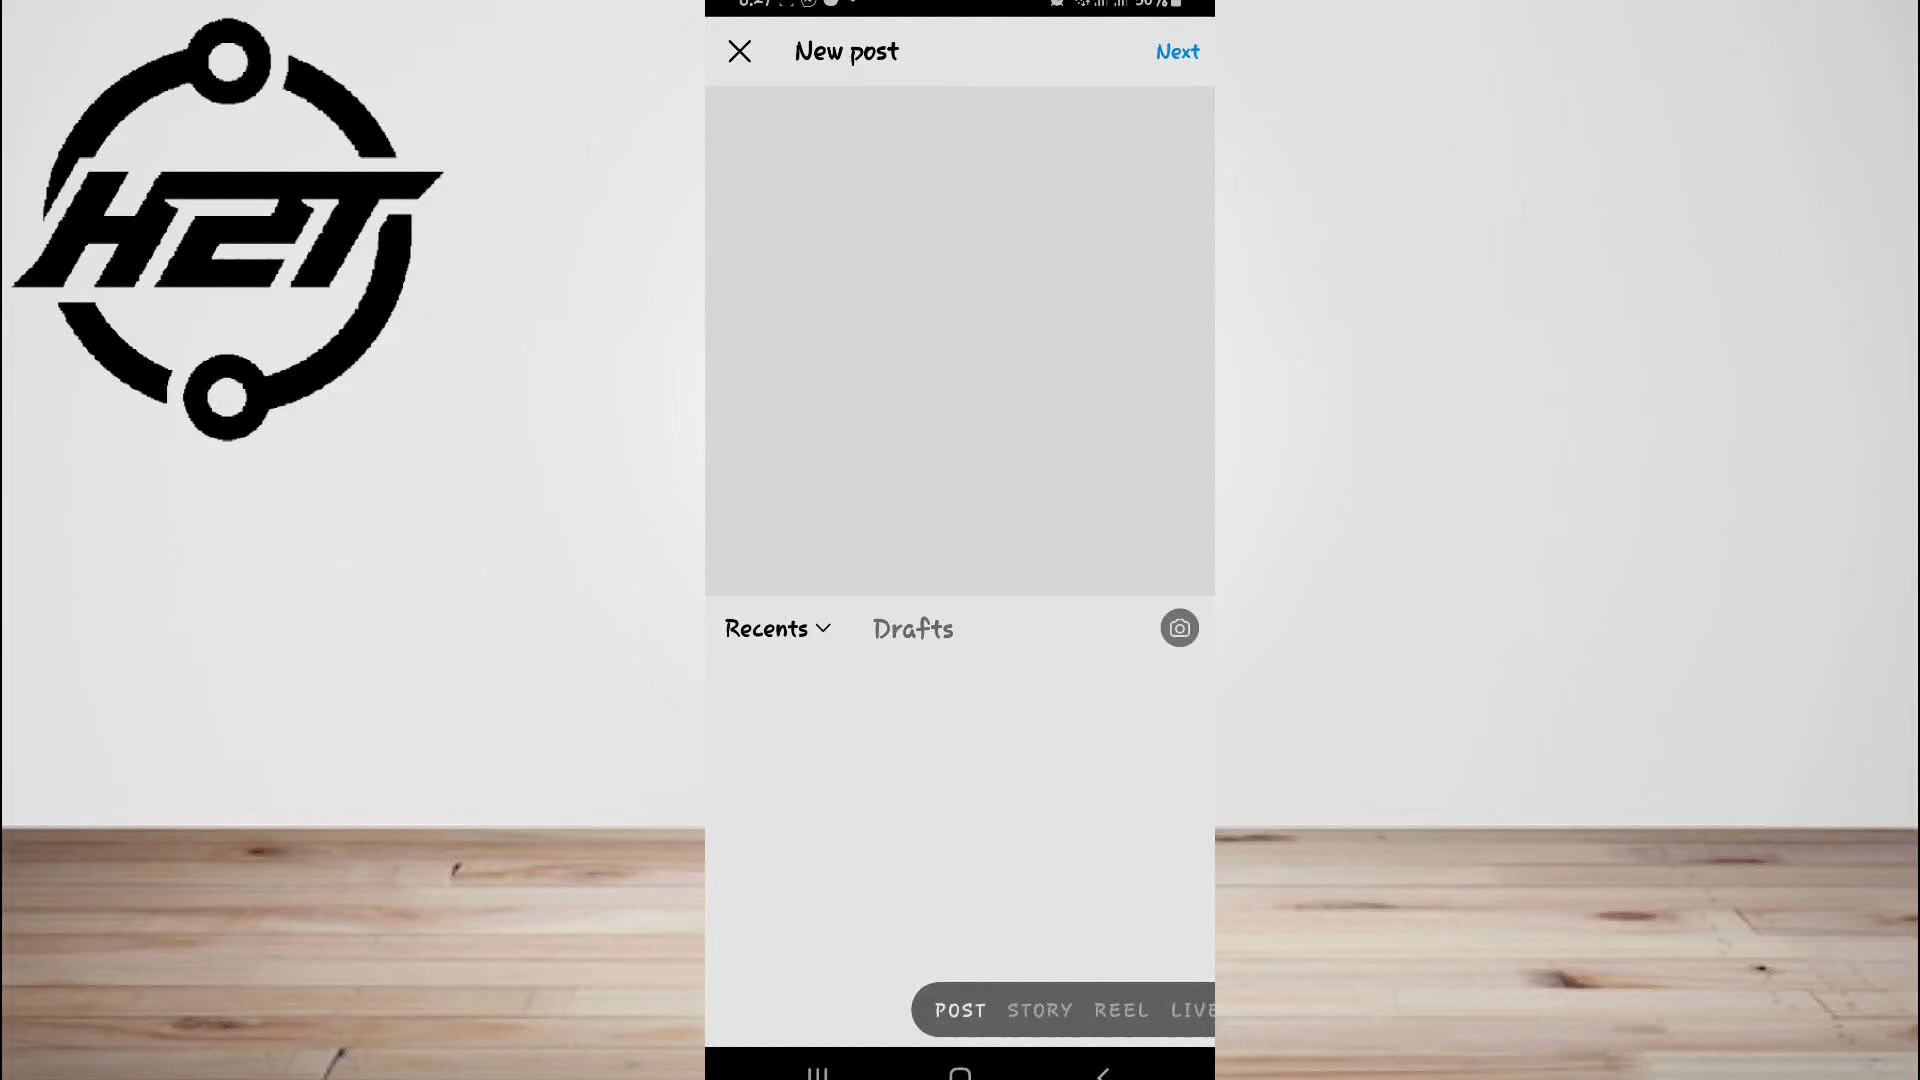 New post
Next
H2T
Recents
Drafts
POST STORY REEL LIVE